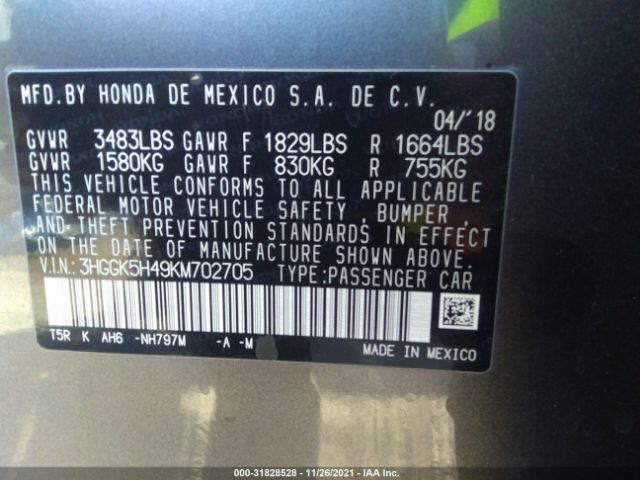 MFD.BY HONDA DE MEXICO S.A. DE C.V.
04/'18
GVWR 3483LBS GAWR F 1829LBS R 1664LBS
GVWR 1580KG GAWR F 830KG R 755KG
THIS VEHICLE CONFORMS TO ALL APPLICABLE
FEDERAL MOTOR VEHICLE SAFETY, BUMPER,
AND THEFT PREVENTION STANDARDS IN EFFECT
ON THE DATE OF MANUFACTURE SHOWN ABOVE.
V.I.N.: 3HGGK5H49KM702705 TYPE:PASSENGER CAR
T5R K AH6 -NH797M -A -M
MADE IN MEXICO
000-31828528 - 11/26/2021 - IAA Inc.